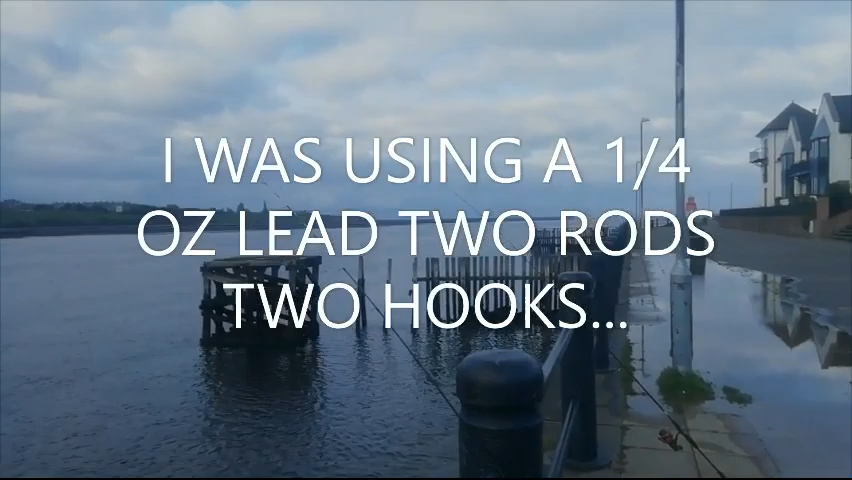 I WAS USING A 1/4
OZ LEAD TWO RODS
TWO HOOKS...